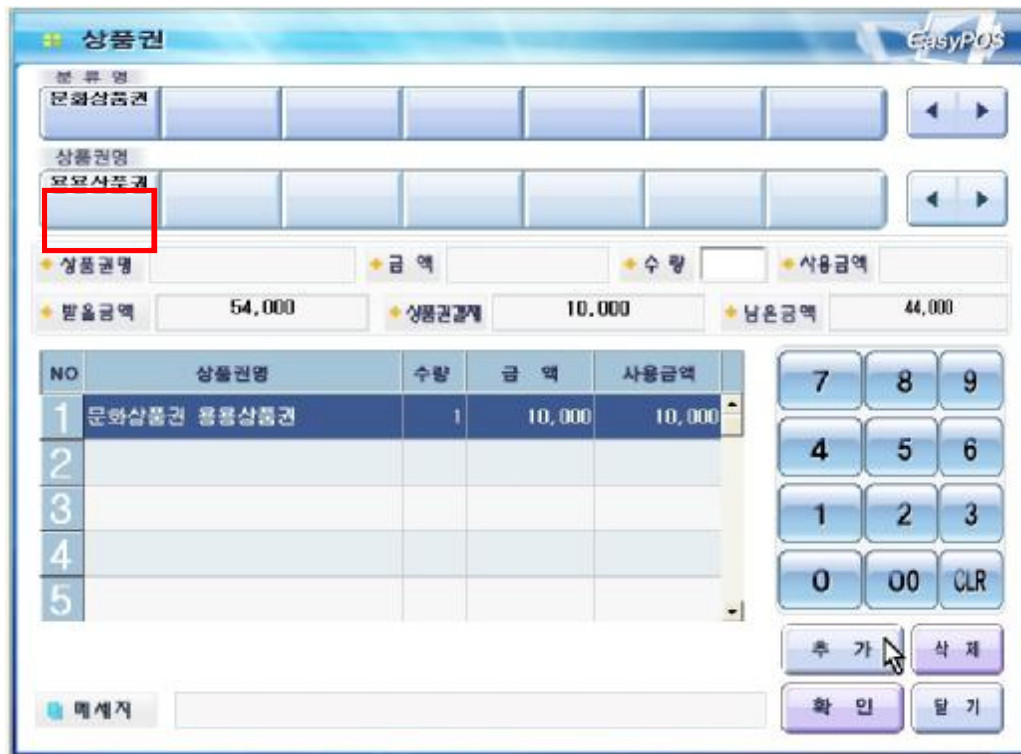 상품권
EasyPOS
분 류 명
문화상품권
◀ ▶
상품권명
용용상품권
◀ ▶
상품권명 금 액 수 량 사용금액
받을금액 54,000 상품권결제 10,000 남은금액 44,000
NO 상품권명 수량 금 액 사용금액
1 문화상품권 용용상품권 1 10,000 10,000
2
3
4
5
7 8 9
4 5 6
1 2 3
0 00 CLR
추 가 삭 제
메세지
확 인 닫 기